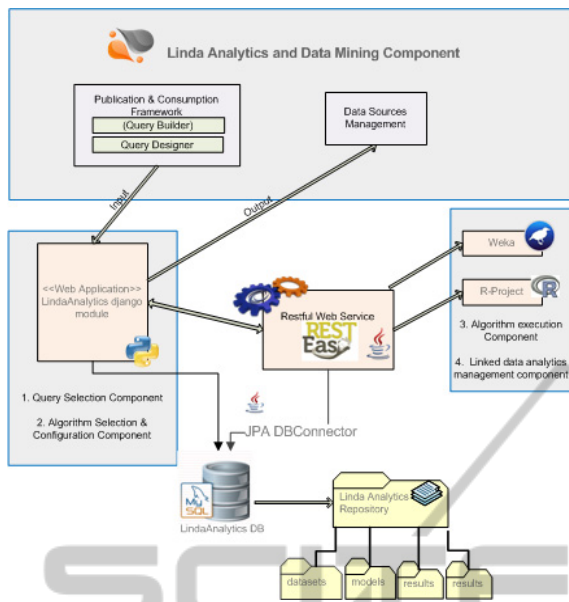 Linda Analytics and Data Mining Component
Publication & Consumption
Framework
(Query Builder)
Query Designer
Data Sources
Management
Input
Output
<<Web Application>>
LindaAnalytics django
module
1. Query Selection Component
2. Algorithm Selection &
Configuration Component
Restful Web Service
REST
Easy
Weka
R-Project
R
3. Algorithm execution
Component
4. Linked data analytics
management component
JPA DBConnector
MySQL
LindaAnalytics DB
Linda Analytics
Repository
datasets
models
results
results